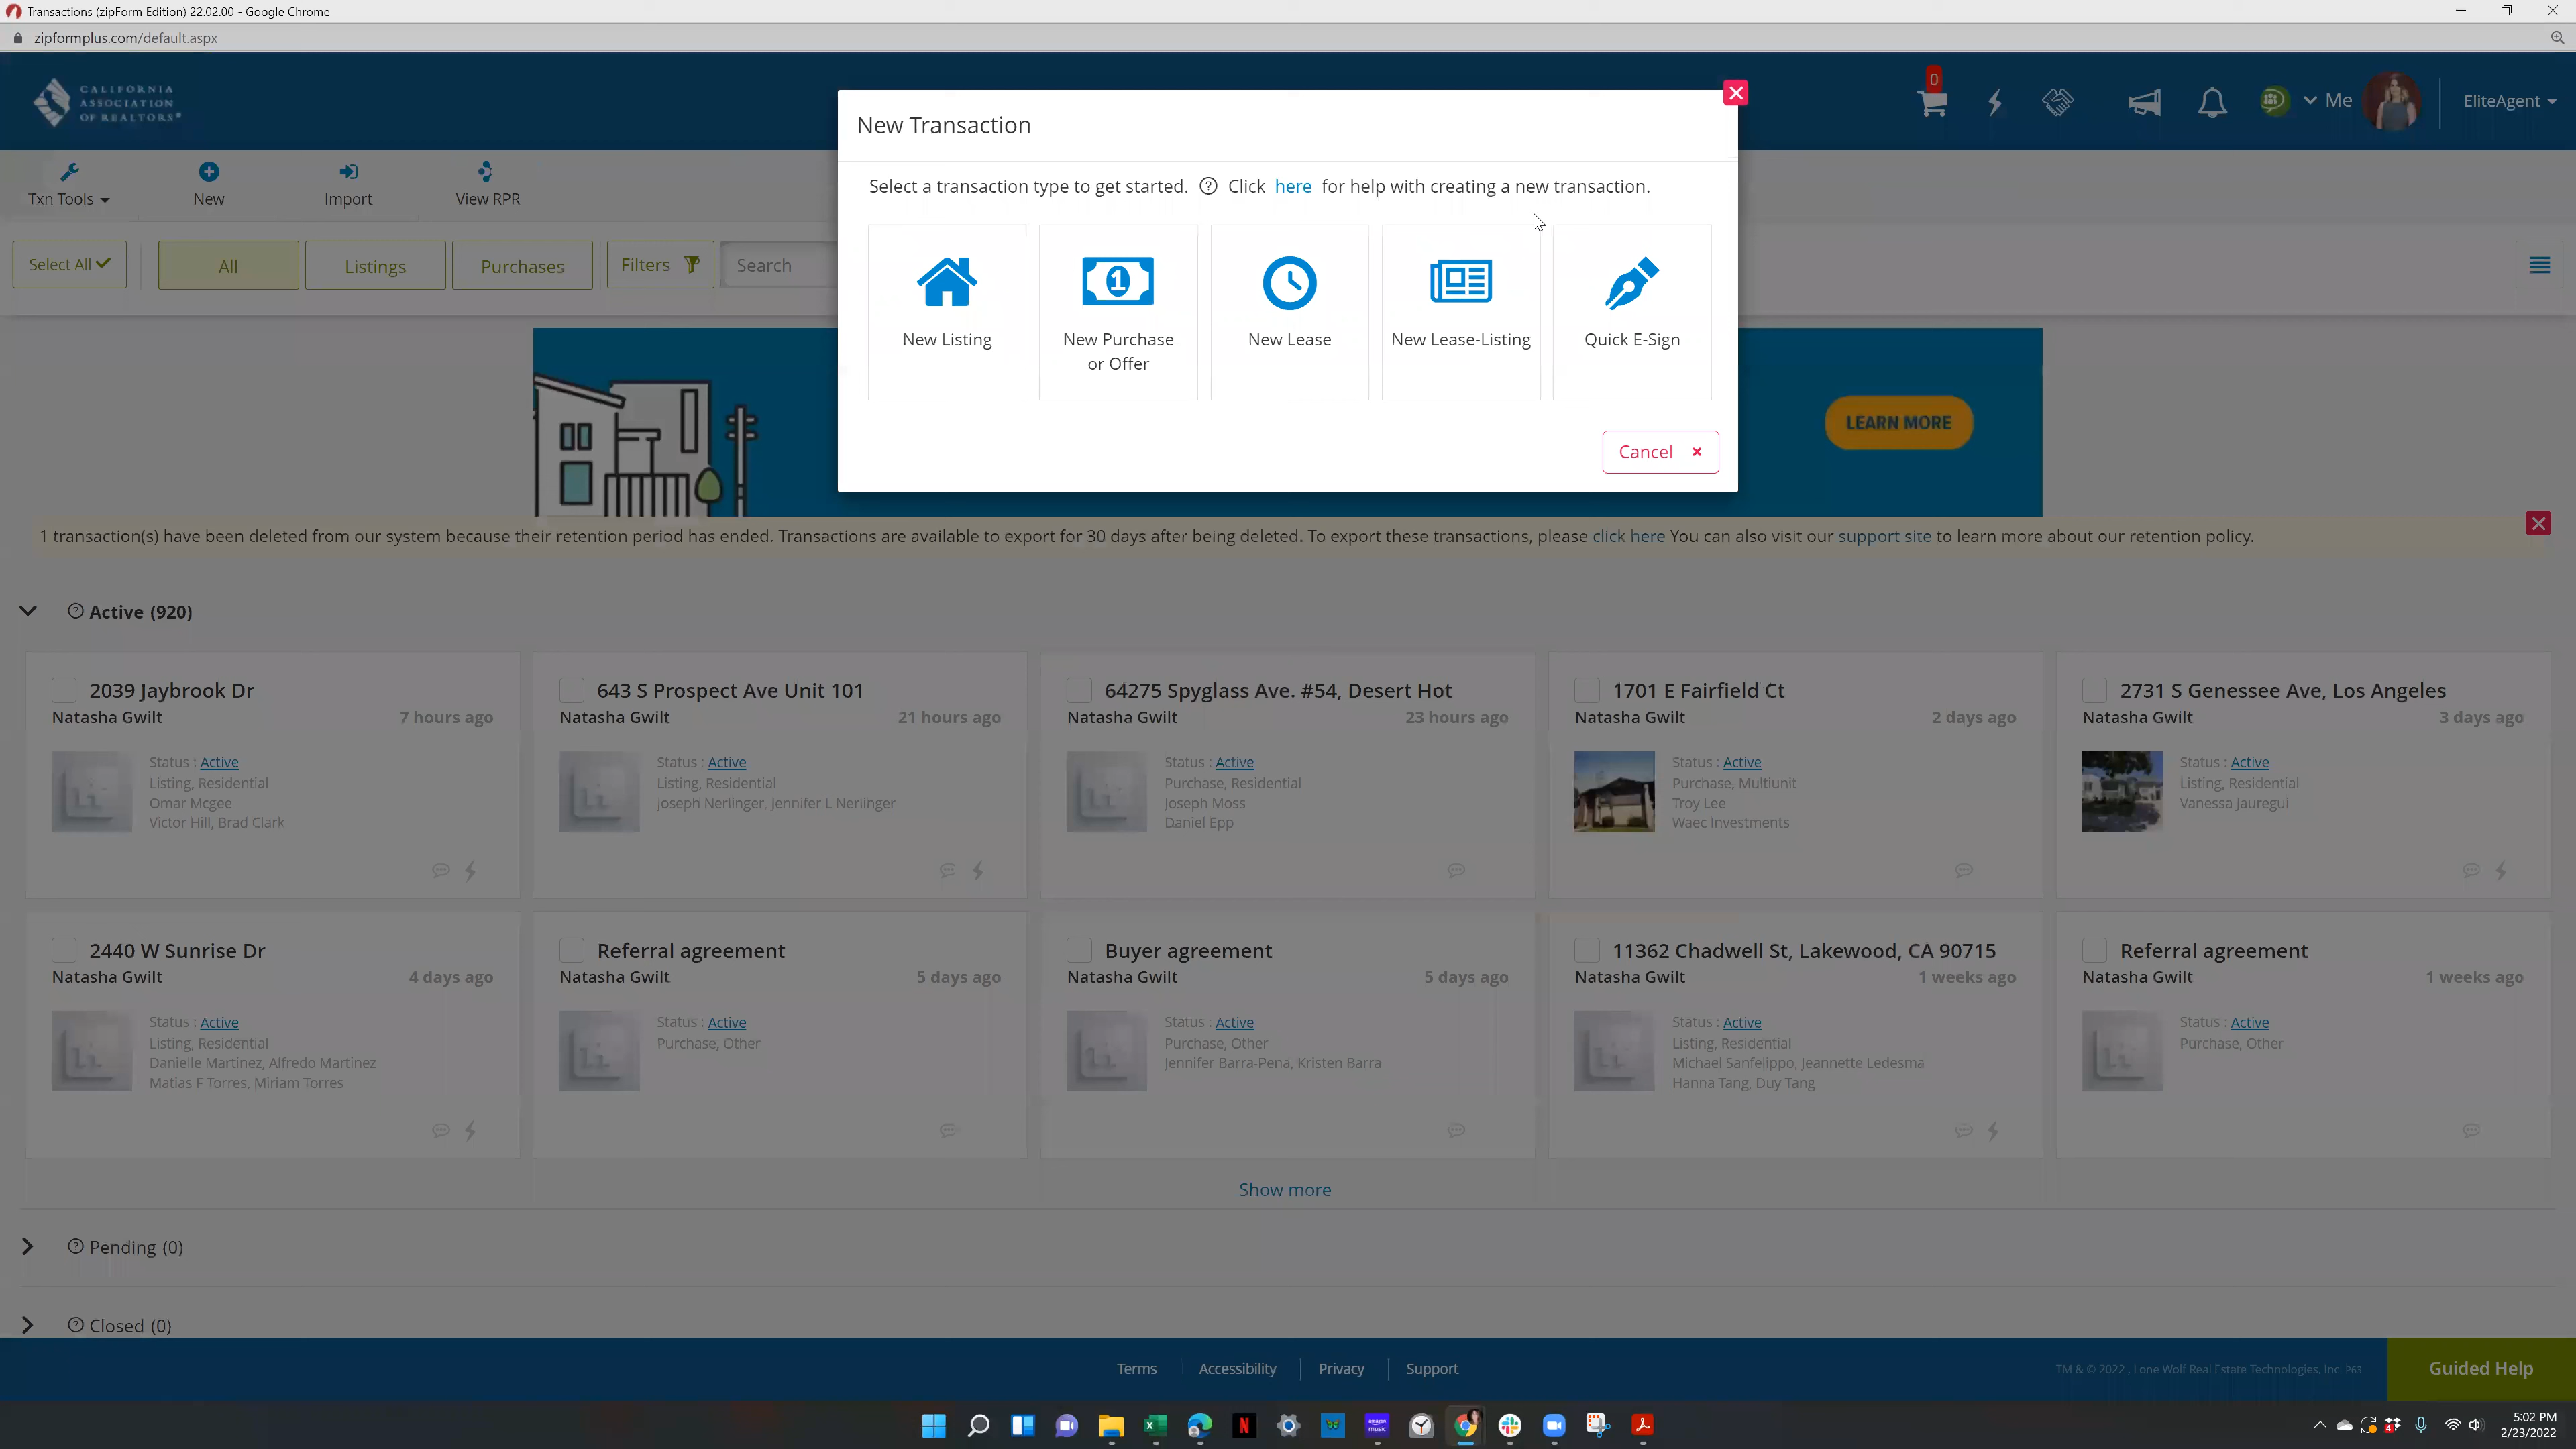 Transactions (zipForm Edition) 22.02.00 - Google Chrome
zipformplus.com/default.aspx
CALIFORNIA
ASSOCIATION
OF REALTORS®
0
Me
EliteAgent
New Transaction
Txn Tools
New
Import
View RPR
Select a transaction type to get started. ? Click here for help with creating a new transaction.
Select All
All
Listings
Purchases
Filters
Search
New Listing
New Purchase
or Offer
New Lease
New Lease-Listing
Quick E-Sign
LEARN MORE
Cancel
1 transaction(s) have been deleted from our system because their retention period has ended. Transactions are available to export for 30 days after being deleted. To export these transactions, please click here You can also visit our support site to learn more about our retention policy.
? Active (920)
2039 Jaybrook Dr
Natasha Gwilt 7 hours ago
Status : Active
Listing, Residential
Omar Mcgee
Victor Hill, Brad Clark
643 S Prospect Ave Unit 101
Natasha Gwilt 21 hours ago
Status : Active
Listing, Residential
Joseph Nerlinger, Jennifer L Nerlinger
64275 Spyglass Ave. #54, Desert Hot
Natasha Gwilt 23 hours ago
Status : Active
Purchase, Residential
Joseph Moss
Daniel Epp
1701 E Fairfield Ct
Natasha Gwilt 2 days ago
Status : Active
Purchase, Multiunit
Troy Lee
Waec Investments
2731 S Genessee Ave, Los Angeles
Natasha Gwilt 3 days ago
Status : Active
Listing, Residential
Vanessa Jauregui
2440 W Sunrise Dr
Natasha Gwilt 4 days ago
Status : Active
Listing, Residential
Danielle Martinez, Alfredo Martinez
Matias F Torres, Miriam Torres
Referral agreement
Natasha Gwilt 5 days ago
Status : Active
Purchase, Other
Buyer agreement
Natasha Gwilt 5 days ago
Status : Active
Purchase, Other
Jennifer Barra-Pena, Kristen Barra
11362 Chadwell St, Lakewood, CA 90715
Natasha Gwilt 1 weeks ago
Status : Active
Listing, Residential
Michael Sanfelippo, Jeannette Ledesma
Hanna Tang, Duy Tang
Referral agreement
Natasha Gwilt 1 weeks ago
Status : Active
Purchase, Other
Show more
? Pending (0)
? Closed (0)
Terms
Accessibility
Privacy
Support
TM & © 2022 , Lone Wolf Real Estate Technologies, Inc. P63
Guided Help
amazon
music
5:02 PM
2/23/2022